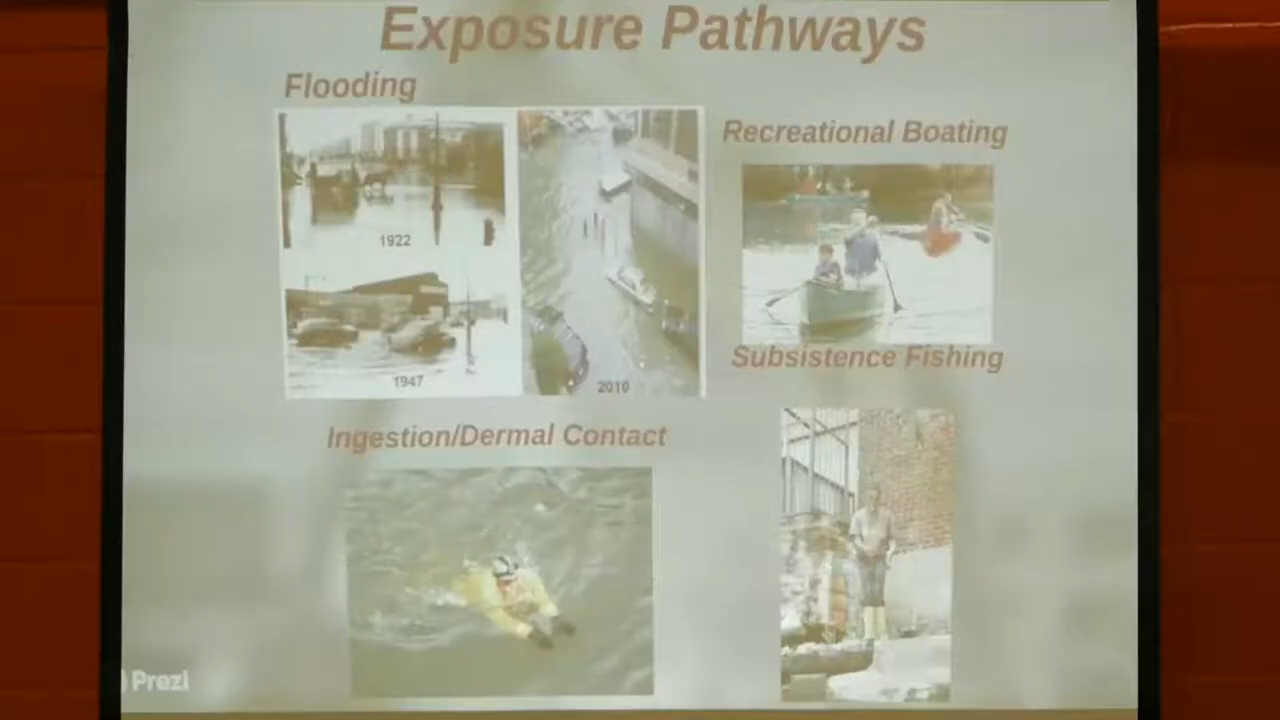 Exposure Pathways
Flooding
Recreational Boating
1922
1947
2010
Subsistence Fishing
Ingestion/Dermal Contact
Prezi